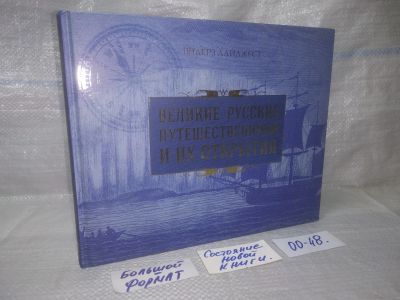 РИДЕРЗ ДАЙДЖЕСТ
ВЕЛИКИЕ РУССКИЕ
ПУТЕШЕСТВЕННИКИ
И ИХ ОТКРЫТИЯ
БОЛЬШОЙ
ФОРМАТ
Состояние
новой
книги.
00-48.